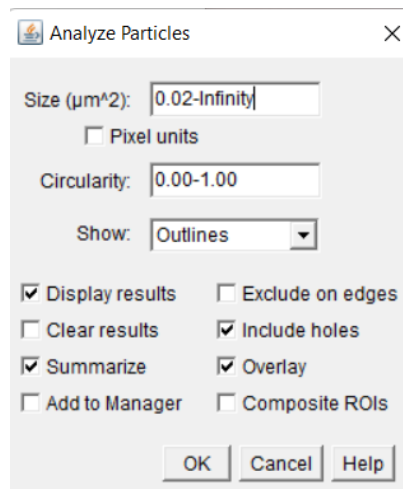 Analyze Particles
Size (µm^2): 0.02-Infinity
Pixel units
Circularity: 0.00-1.00
Show: Outlines
Display results Exclude on edges
Clear results Include holes
Summarize Overlay
Add to Manager Composite ROIs
OK Cancel Help